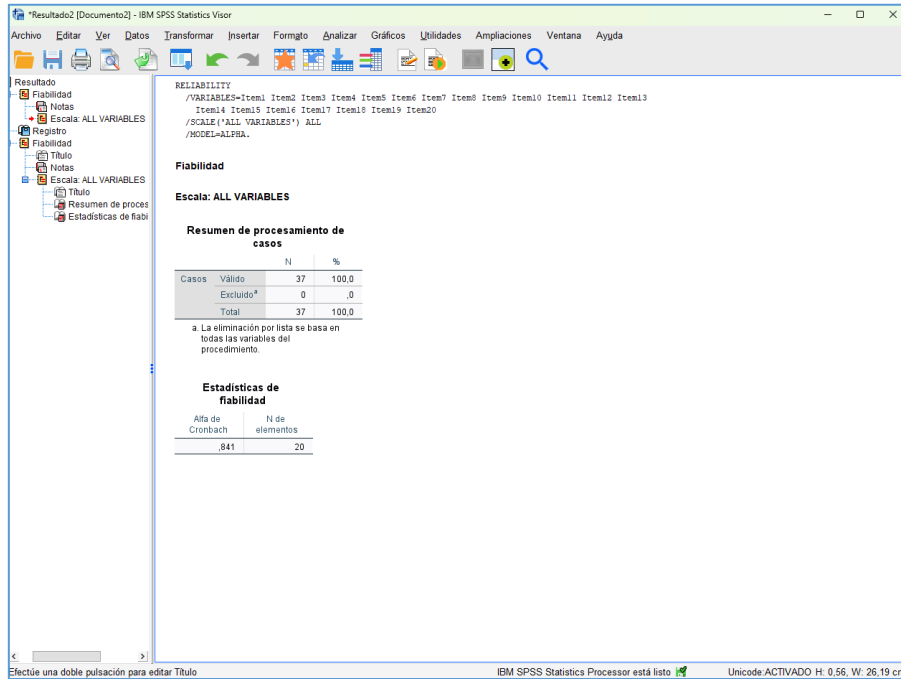 *Resultado2 [Documento2] - IBM SPSS Statistics Visor
Archivo Editar Ver Datos Transformar Insertar Formato Analizar Gráficos Utilidades Ampliaciones Ventana Ayuda
Resultado
Fiabilidad
Notas
Escala: ALL VARIABLES
Registro
Fiabilidad
Título
Notas
Escala: ALL VARIABLES
Título
Resumen de proces
Estadísticas de fiabi
RELIABILITY
/VARIABLES=Item1 Item2 Item3 Item4 Item5 Item6 Item7 Item8 Item9 Item10 Item11 Item12 Item13
Item14 Item15 Item16 Item17 Item18 Item19 Item20
/SCALE('ALL VARIABLES') ALL
/MODEL=ALPHA.
Fiabilidad
Escala: ALL VARIABLES
Resumen de procesamiento de
casos
N %
Casos Válido 37 100,0
Excluido a 0 ,0
Total 37 100,0
a. La eliminación por lista se basa en
todas las variables del
procedimiento.
Estadísticas de
fiabilidad
Alfa de N de
Cronbach elementos
,841 20
Efectúe una doble pulsación para editar Título IBM SPSS Statistics Processor está listo Unicode:ACTIVADO H: 0,56, W: 26,19 cm